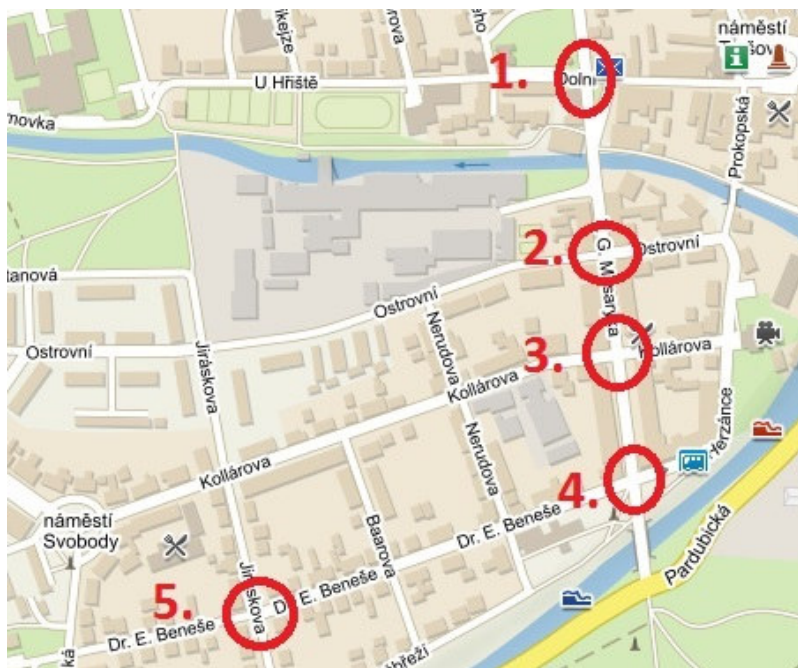 náměstí
U Hřiště
1.
Dolní
Prokopská
2.
G. Masaryka
Ostrovní
Ostrovní
Ostrovní
Jiráskova
Nerudova
3.
Kollárova
Kollárova
Nerudova
Kollárova
4.
Herzánce
náměstí
Svobody
Baarova
Dr. E. Beneše
Pardubická
5.
Jiráskova
Dr. E. Beneše
E. Beneše